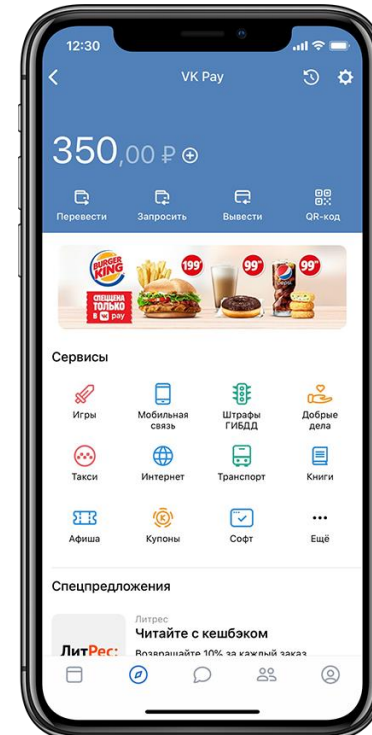 12:30
VK Pay
350,00 ₽
Перевести
Запросить
Вывести
QR-код
BURGER KING
СПЕЦЦЕНА
ТОЛЬКО
в pay
199
99
99
pepsi
Сервисы
Игры
Мобильная связь
Штрафы ГИБДД
Добрые дела
Такси
Интернет
Транспорт
Книги
Афиша
Купоны
Софт
Ещё
Спецпредложения
ЛитРес:
Литрес
Читайте с кешбэком
Возвращайте 10% за каждый заказ